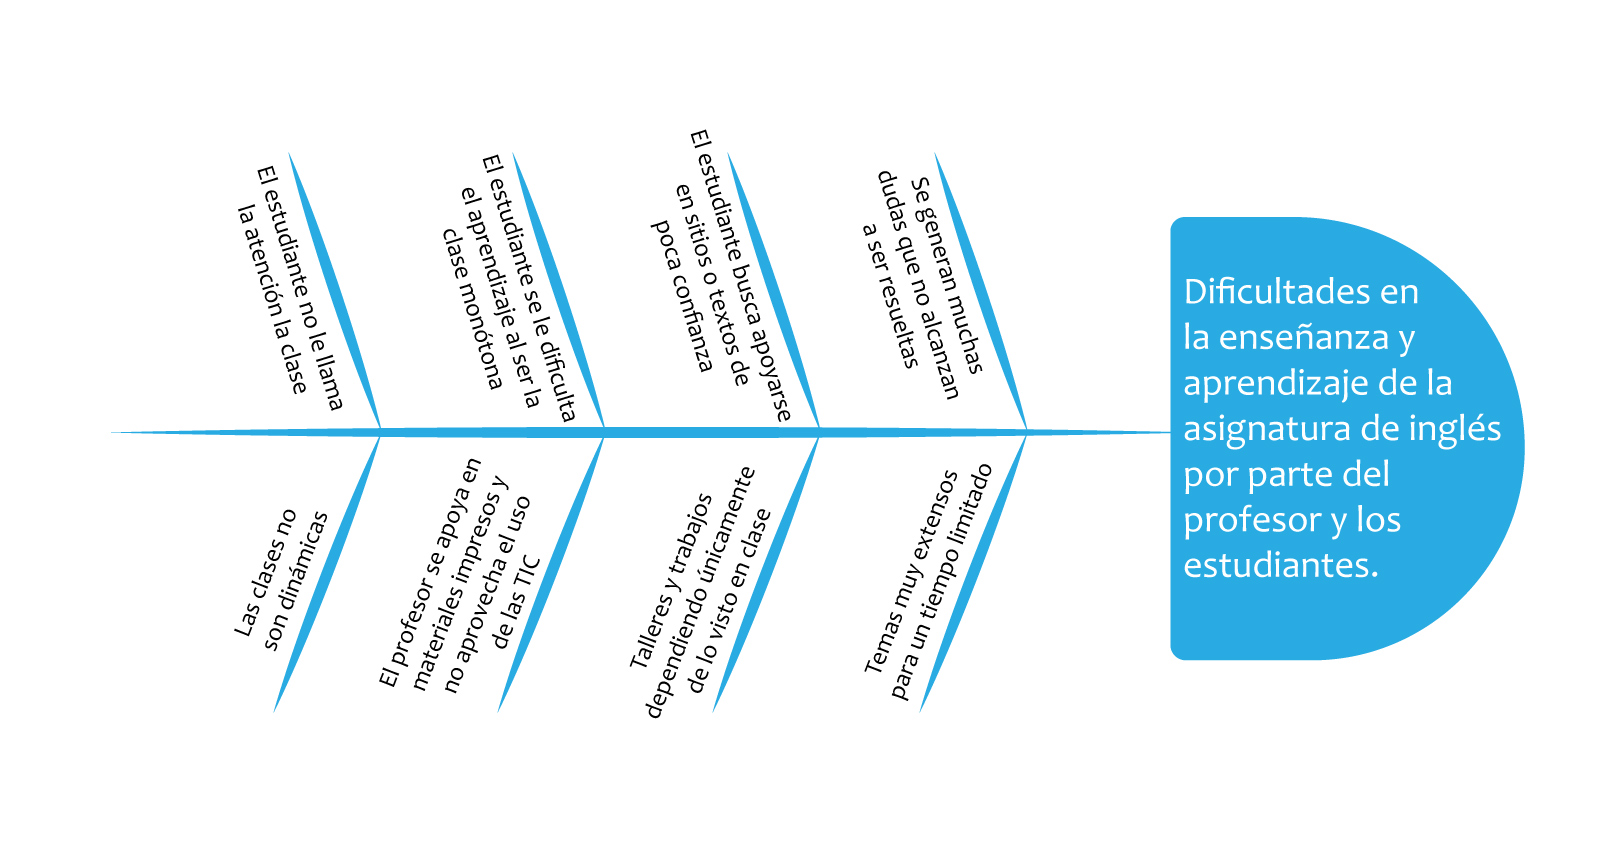 El estudiante no le llama
la atención la clase
El estudiante se le dificulta
el aprendizaje al ser la
clase monótona
El estudiante busca apoyarse
en sitios o textos de
poca confianza
Se generan muchas
dudas que no alcanzan
a ser resueltas
Dificultades en
la enseñanza y
aprendizaje de la
asignatura de inglés
por parte del
profesor y los
estudiantes.
Las clases no
son dinámicas
El profesor se apoya en
materiales impresos y
no aprovecha el uso
de las TIC
Talleres y trabajos
dependiendo únicamente
de lo visto en clase
Temas muy extensos
para un tiempo limitado